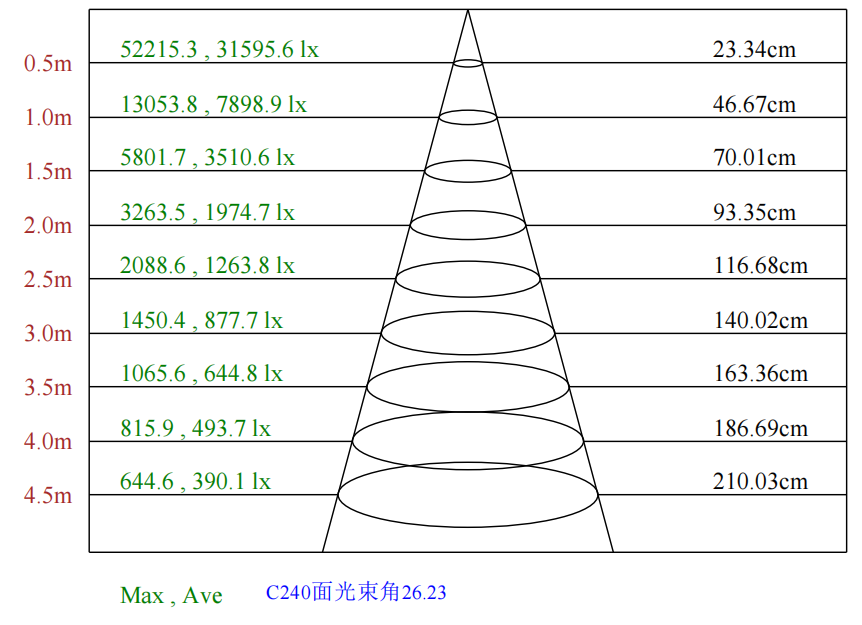 52215.3 , 31595.6 lx 23.34cm
0.5m
13053.8 , 7898.9 lx 46.67cm
1.0m
5801.7 , 3510.6 lx 70.01cm
1.5m
3263.5 , 1974.7 lx 93.35cm
2.0m
2088.6 , 1263.8 lx 116.68cm
2.5m
1450.4 , 877.7 lx 140.02cm
3.0m
1065.6 , 644.8 lx 163.36cm
3.5m
815.9 , 493.7 lx 186.69cm
4.0m
644.6 , 390.1 lx 210.03cm
4.5m
Max , Ave C240面光束角26.23